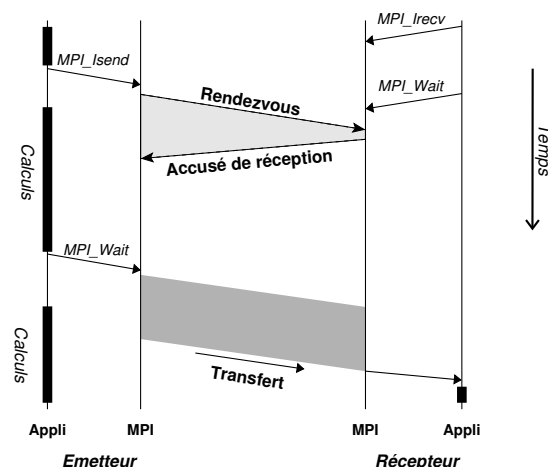 MPI_Irecv
MPI_Isend
MPI_Wait
Rendezvous
Accusé de réception
Calculs
Temps
MPI_Wait
Calculs
Transfert
Appli
MPI
MPI
Appli
Emetteur
Récepteur